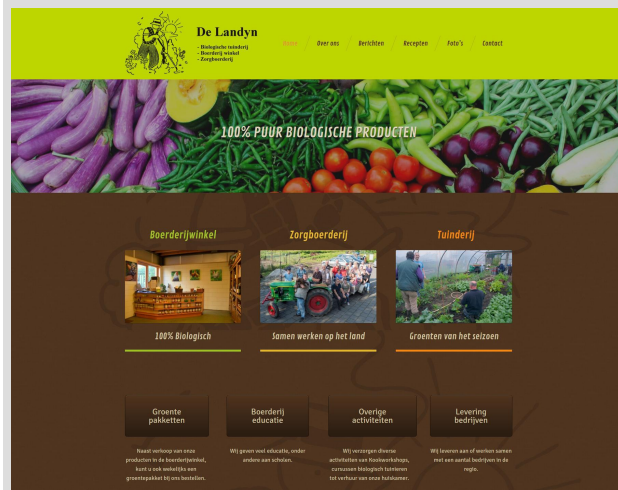 De Landyn
- Biologische tuinderij
- Boerderij winkel
- Zorgboerderij
Home / Over ons / Berichten / Recepten / Foto's / Contact
100% PUUR BIOLOGISCHE PRODUCTEN
Boerderijwinkel
Zorgboerderij
Tuinderij
100% Biologisch
Samen werken op het land
Groenten van het seizoen
Groente
pakketten
Boerderij
educatie
Overige
activiteiten
Levering
bedrijven
Naast verkoop van onze
producten in de boerderijwinkel,
kunt u ook wekelijks een
groentepakket bij ons bestellen.
Wij geven veel educatie, onder
andere aan scholen.
Wij verzorgen diverse
activiteiten van Kookworkshops,
cursussen biologisch tuinieren
tot verhuur van onze huiskamer.
Wij leveren aan of werken samen
met een aantal bedrijven in de
regio.